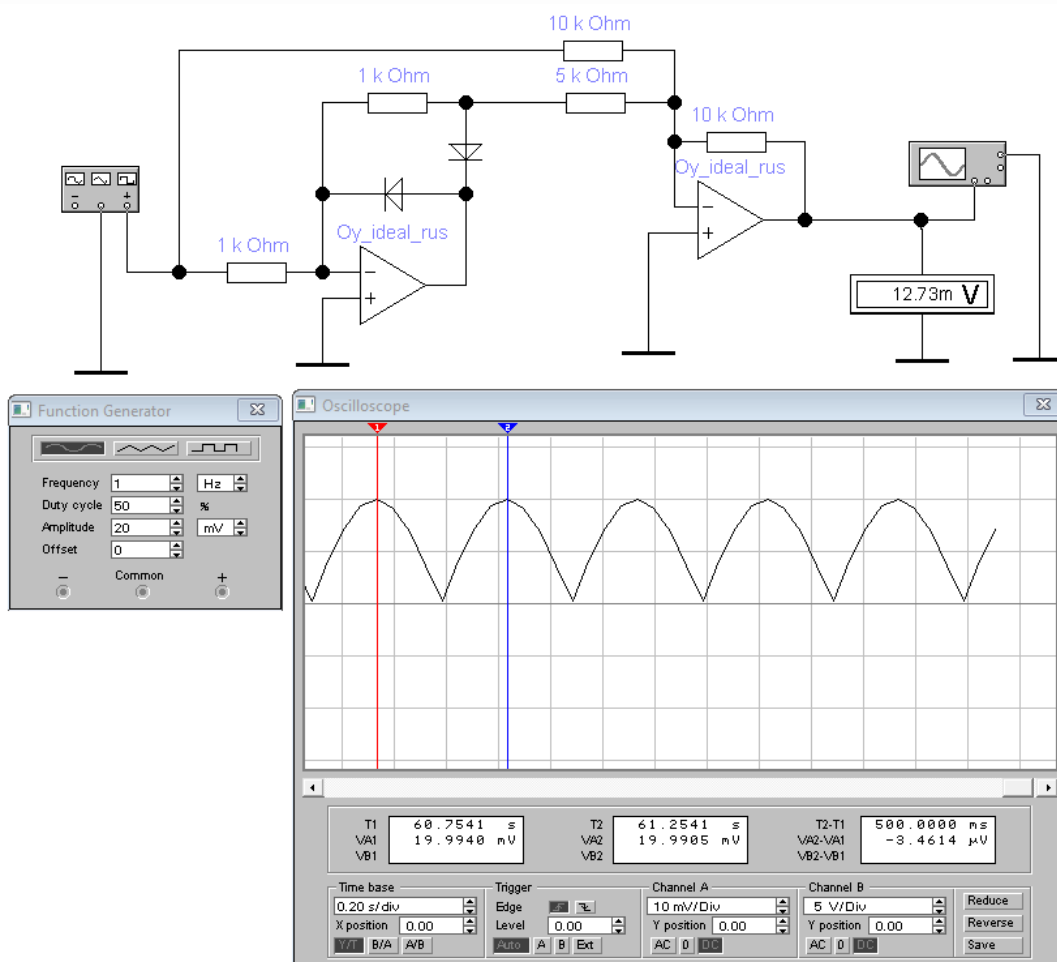 10 k Ohm
1 k Ohm
5 k Ohm
10 k Ohm
Oy_ideal_rus
Oy_ideal_rus
1 k Ohm
12.73m V
Function Generator
Frequency 1 Hz
Duty cycle 50 %
Amplitude 20 mV
Offset 0
− Common +
Oscilloscope
1 2
T1 60.7541 s
VA1 19.9940 mV
VB1
T2 61.2541 s
VA2 19.9905 mV
VB2
T2-T1 500.0000 ms
VA2-VA1 -3.4614 µV
VB2-VB1
Time base
0.20 s/div
X position 0.00
Y/T B/A A/B
Trigger
Edge
Level 0.00
Auto A B Ext
Channel A
10 mV/Div
Y position 0.00
AC 0 DC
Channel B
5 V/Div
Y position 0.00
AC 0 DC
Reduce
Reverse
Save